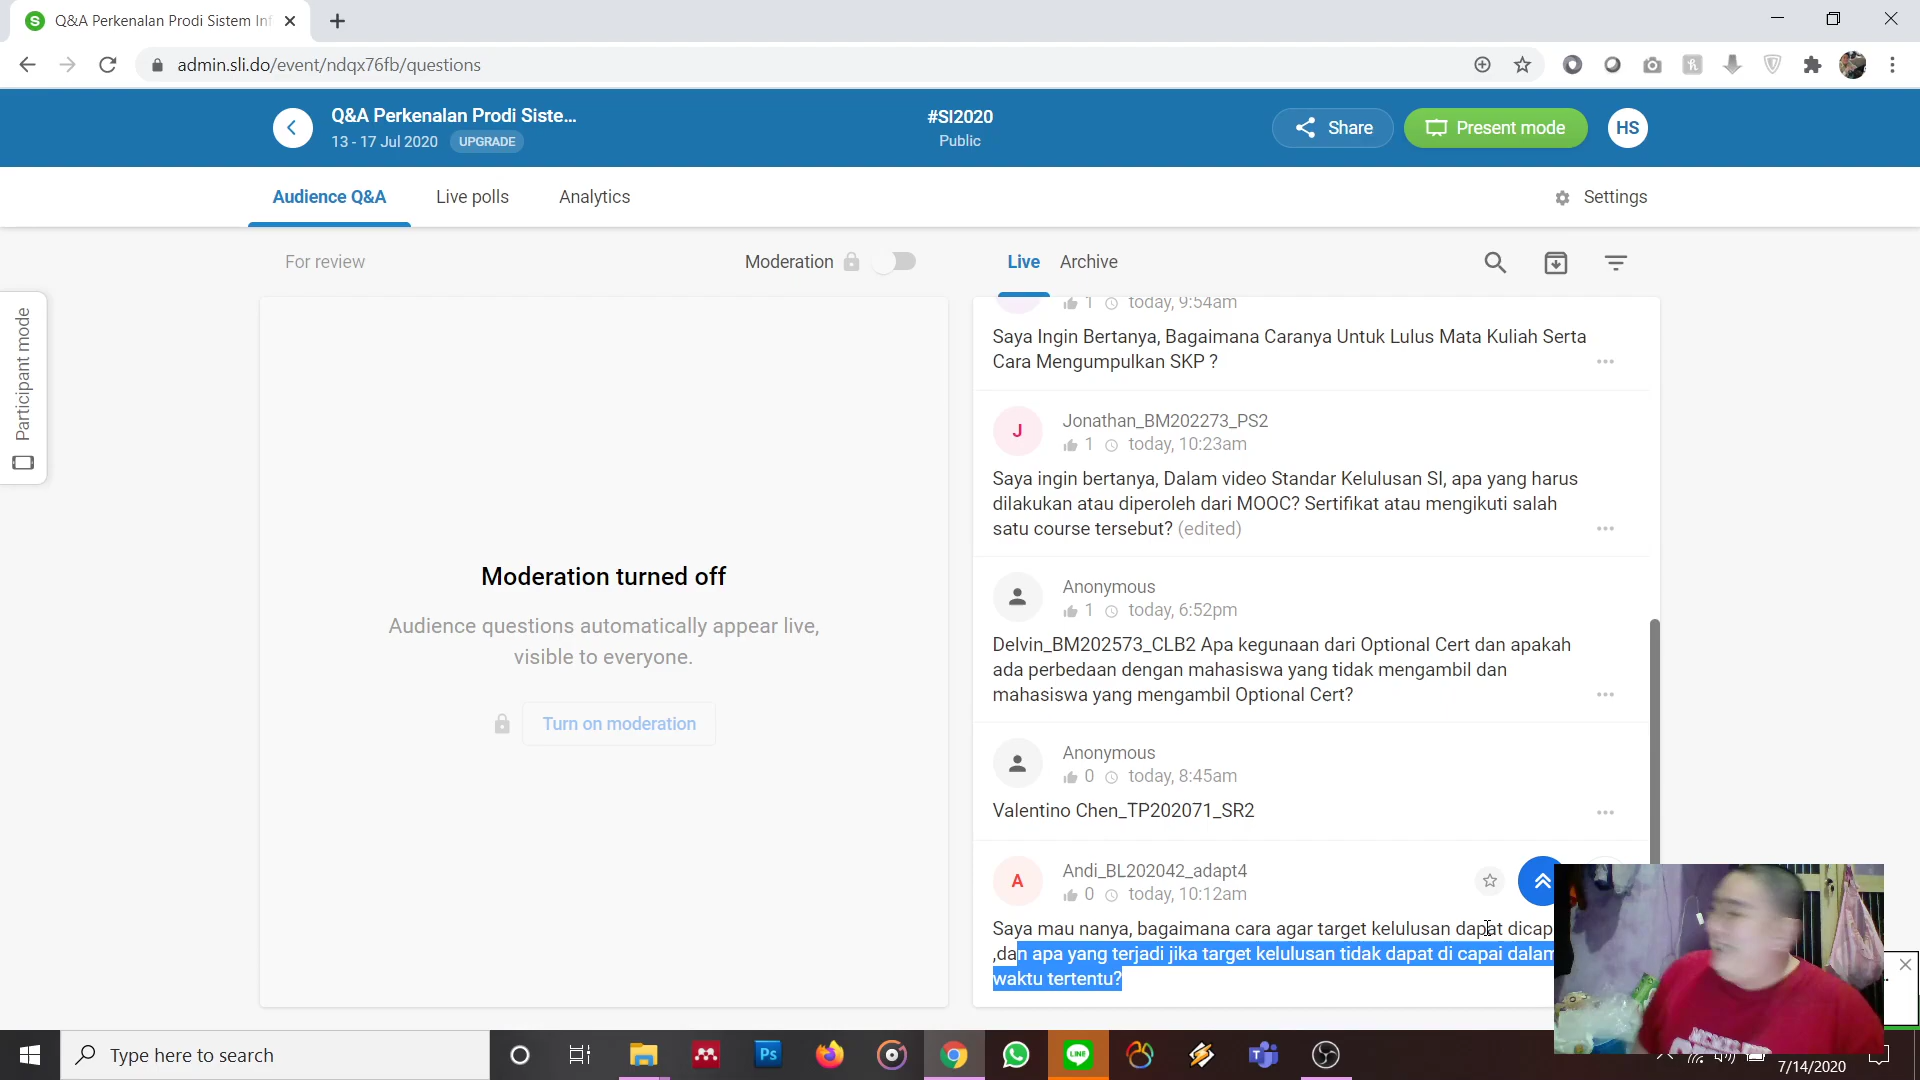 Q&A Perkenalan Prodi Sistem Inf
admin.sli.do/event/ndqx76fb/questions
Q&A Perkenalan Prodi Siste...
13 - 17 Jul 2020 UPGRADE
#SI2020
Public
Share
Present mode
HS
Audience Q&A
Live polls
Analytics
Settings
For review
Moderation
Live
Archive
Participant mode
Moderation turned off
Audience questions automatically appear live,
visible to everyone.
Turn on moderation
1 today, 9:54am
Saya Ingin Bertanya, Bagaimana Caranya Untuk Lulus Mata Kuliah Serta
Cara Mengumpulkan SKP ?
J
Jonathan_BM202273_PS2
1 today, 10:23am
Saya ingin bertanya, Dalam video Standar Kelulusan SI, apa yang harus
dilakukan atau diperoleh dari MOOC? Sertifikat atau mengikuti salah
satu course tersebut? (edited)
Anonymous
1 today, 6:52pm
Delvin_BM202573_CLB2 Apa kegunaan dari Optional Cert dan apakah
ada perbedaan dengan mahasiswa yang tidak mengambil dan
mahasiswa yang mengambil Optional Cert?
Anonymous
0 today, 8:45am
Valentino Chen_TP202071_SR2
A
Andi_BL202042_adapt4
0 today, 10:12am
Saya mau nanya, bagaimana cara agar target kelulusan dapat dicap
,dan apa yang terjadi jika target kelulusan tidak dapat di capai dalam
waktu tertentu?
Type here to search
Ps
LINE
7/14/2020